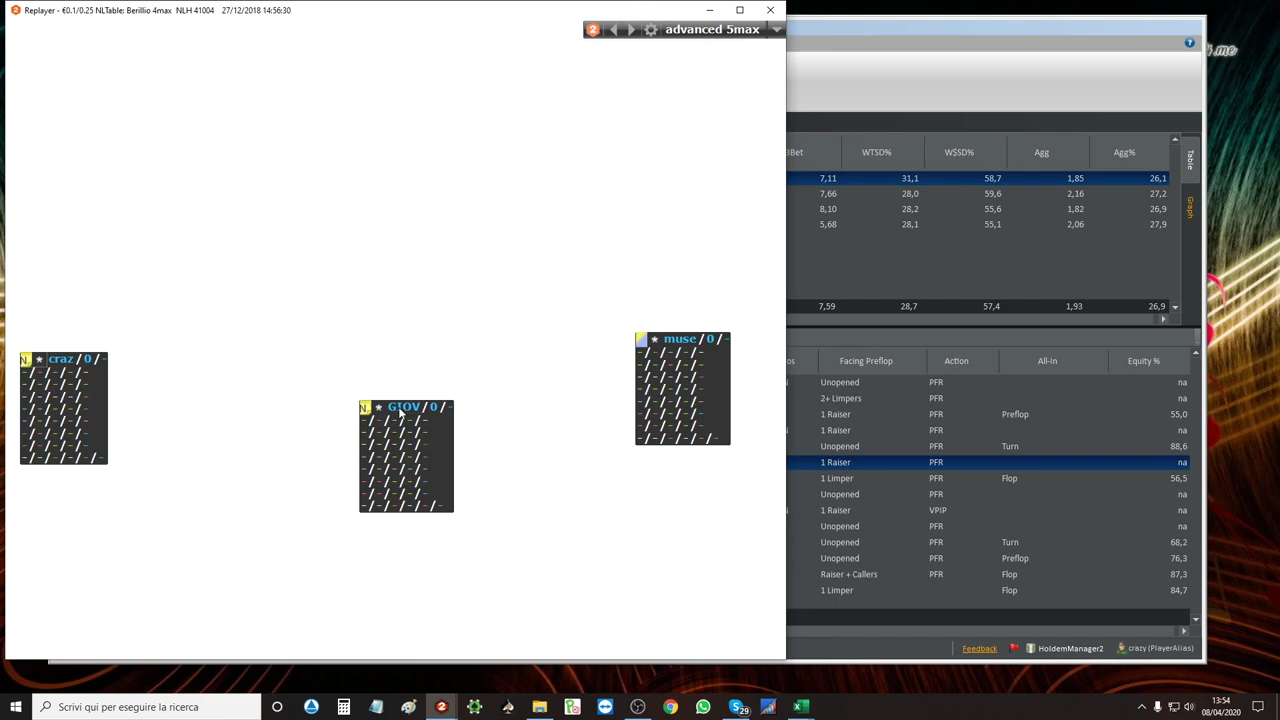 Replayer - €0.1/0.25 NLTable: Berillio 4max NLH 41004 27/12/2018 14:56:30
advanced 5max
3Bet WTSD% W$SD% Agg Agg%
7,11 31,1 58,7 1,85 26,1
7,66 28,0 59,6 2,16 27,2
8,10 28,2 55,6 1,82 26,9
5,68 28,1 55,1 2,06 27,9
7,59 28,7 57,4 1,93 26,9
Table
Graph
Facing Preflop Action All-In Equity %
Unopened PFR na
2+ Limpers PFR na
1 Raiser PFR Preflop 55,0
1 Raiser PFR na
Unopened PFR Turn 88,6
1 Raiser PFR na
1 Limper PFR Flop 56,5
Unopened PFR na
1 Raiser VPIP na
Unopened PFR na
Unopened PFR Turn 68,2
Unopened PFR Preflop 76,3
Raiser + Callers PFR Flop 87,3
1 Limper Flop 84,7
craz/0/-
-/-/-/-/-
-/-/-/-/-
-/-/-/-/-
-/-/-/-/-
-/-/-/-/-
-/-/-/-/-
-/-/-/-/-
-/-/-/-/-/-
GIOV/0/-
-/-/-/-/-
-/-/-/-/-
-/-/-/-/-
-/-/-/-/-
-/-/-/-/-
-/-/-/-/-
-/-/-/-/-
-/-/-/-/-/-
muse/0/-
-/-/-/-/-
-/-/-/-/-
-/-/-/-/-
-/-/-/-/-
-/-/-/-/-
-/-/-/-/-
-/-/-/-/-
-/-/-/-/-/-
Feedback HoldemManager2 crazy (PlayerAlias)
Scrivi qui per eseguire la ricerca
29
13:54
08/04/2020